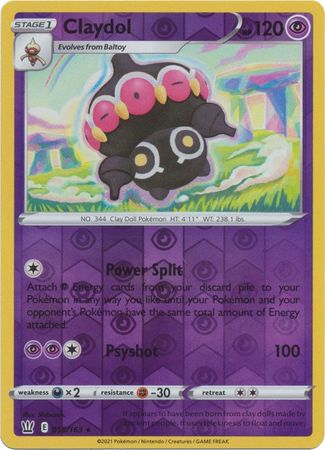 STAGE 1
Claydol
120
Evolves from Baltoy
NO. 344 Clay Doll Pokémon HT: 4'11" WT: 238.1 lbs.
Power Split
Attach Energy cards from your discard pile to your
Pokémon in any way you like until your Pokémon and your
opponent's Pokémon have the same total amount of Energy
attached.
Psyshot 100
weakness ×2 resistance -30 retreat
It appears to have been born from clay dolls made by
ancient people. It uses telekinesis to float and move.
E /163
©2021 Pokémon / Nintendo / Creatures / GAME FREAK